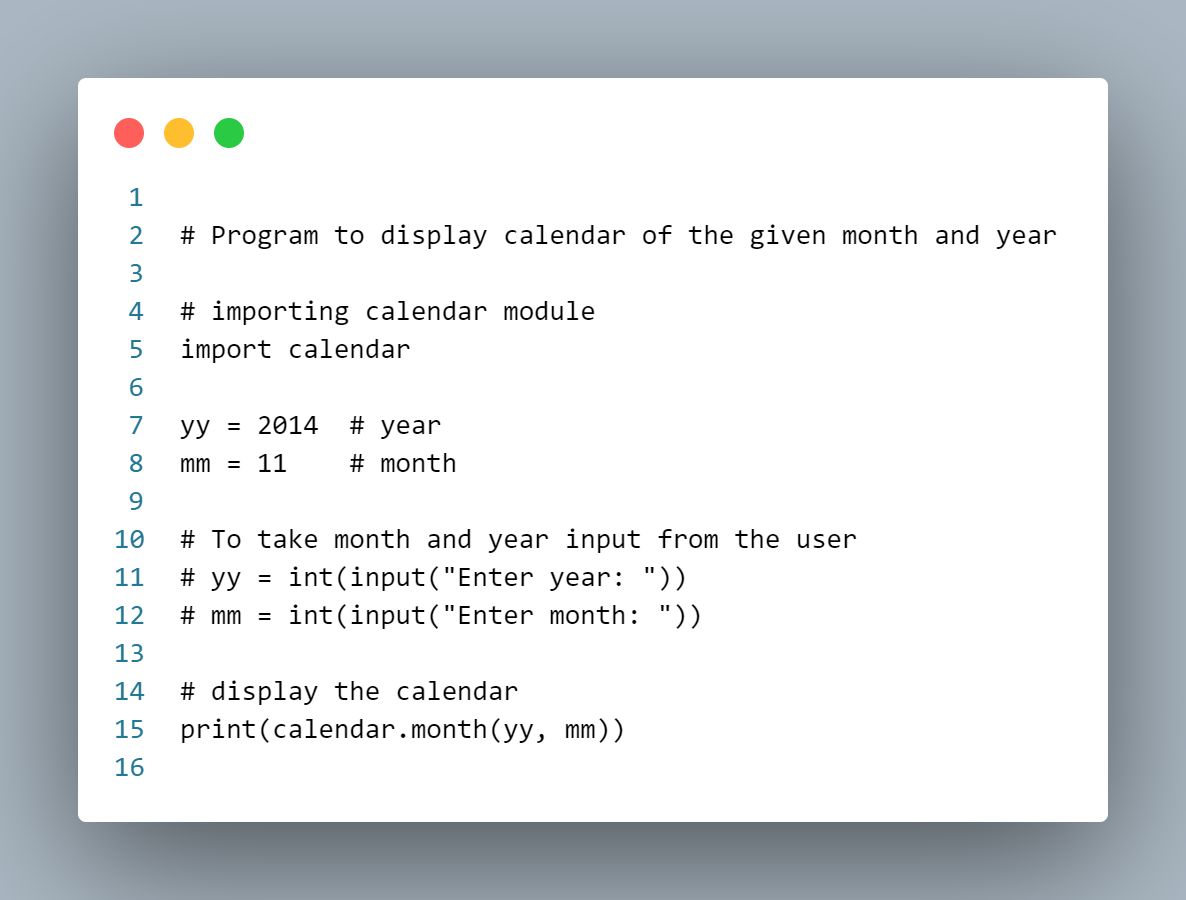 1
2 # Program to display calendar of the given month and year
3
4 # importing calendar module
5 import calendar
6
7 yy = 2014  # year
8 mm = 11    # month
9
10 # To take month and year input from the user
11 # yy = int(input("Enter year: "))
12 # mm = int(input("Enter month: "))
13
14 # display the calendar
15 print(calendar.month(yy, mm))
16